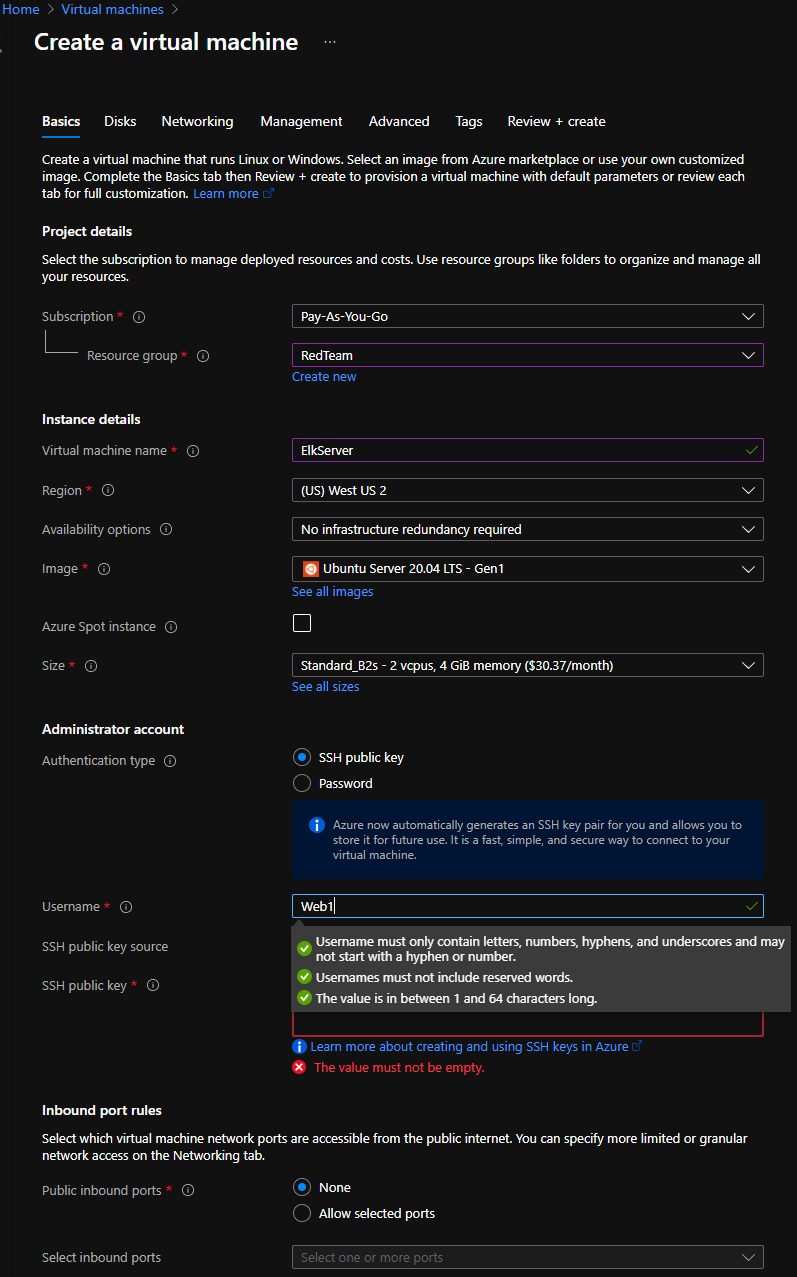 Home > Virtual machines >
Create a virtual machine ...
Basics Disks Networking Management Advanced Tags Review + create
Create a virtual machine that runs Linux or Windows. Select an image from Azure marketplace or use your own customized
image. Complete the Basics tab then Review + create to provision a virtual machine with default parameters or review each
tab for full customization. Learn more
Project details
Select the subscription to manage deployed resources and costs. Use resource groups like folders to organize and manage all
your resources.
Subscription * Pay-As-You-Go
Resource group * RedTeam
Create new
Instance details
Virtual machine name * ElkServer
Region * (US) West US 2
Availability options No infrastructure redundancy required
Image * Ubuntu Server 20.04 LTS - Gen1
See all images
Azure Spot instance
Size * Standard_B2s - 2 vcpus, 4 GiB memory ($30.37/month)
See all sizes
Administrator account
Authentication type SSH public key
Password
Azure now automatically generates an SSH key pair for you and allows you to
store it for future use. It is a fast, simple, and secure way to connect to your
virtual machine.
Username * Web1
Username must only contain letters, numbers, hyphens, and underscores and may
not start with a hyphen or number.
SSH public key source
Usernames must not include reserved words.
SSH public key *
The value is in between 1 and 64 characters long.
Learn more about creating and using SSH keys in Azure
The value must not be empty.
Inbound port rules
Select which virtual machine network ports are accessible from the public internet. You can specify more limited or granular
network access on the Networking tab.
Public inbound ports * None
Allow selected ports
Select inbound ports Select one or more ports